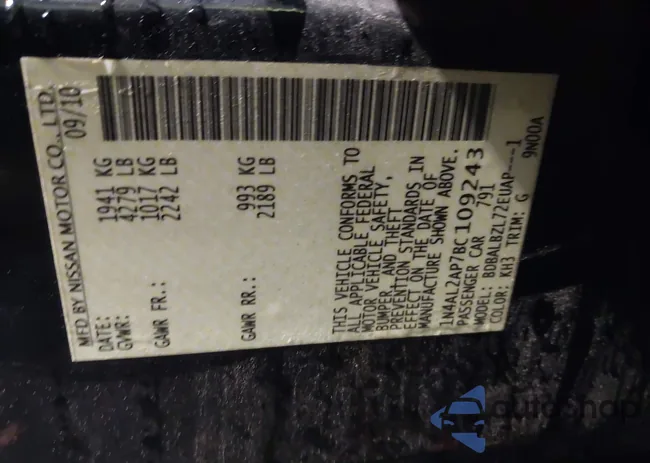 MFD BY NISSAN MOTOR CO., LTD.
DATE: 09/10
GVWR: 1941 KG
4279 LB
GAWR FR.: 1017 KG
2242 LB
GAWR RR.: 993 KG
2189 LB
THIS VEHICLE CONFORMS TO
ALL APPLICABLE FEDERAL
MOTOR VEHICLE SAFETY,
BUMPER, AND THEFT
PREVENTION STANDARDS IN
EFFECT ON THE DATE OF
MANUFACTURE SHOWN ABOVE.
1N4AL2AP7BC109243
PASSENGER CAR 791
MODEL: BDBALBZL72EUAP---1
COLOR: KH3 TRIM: G 9N00A
autoShop